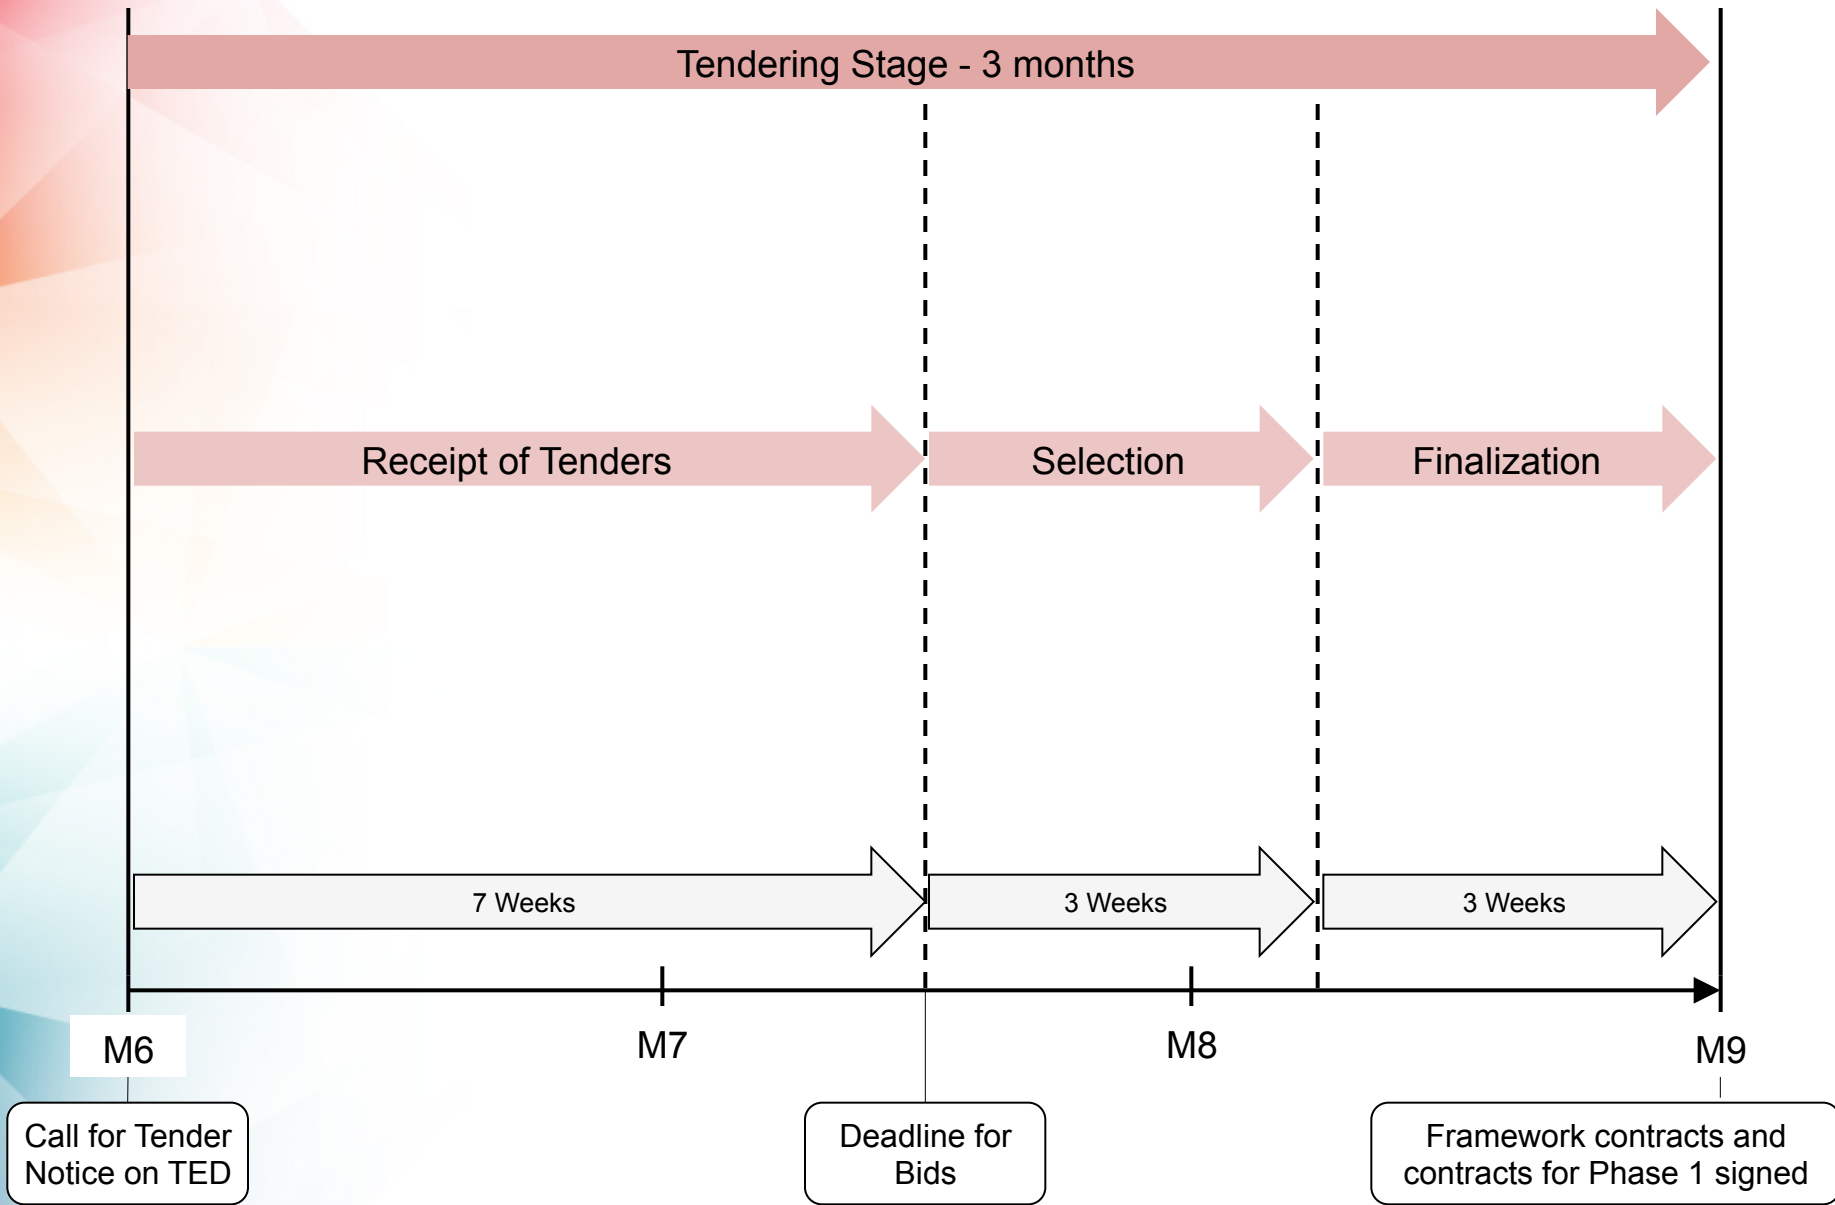 Tendering Stage - 3 months
Receipt of Tenders
Selection
Finalization
7 Weeks
3 Weeks
3 Weeks
M6
M7
M8
M9
Call for Tender
Notice on TED
Deadline for
Bids
Framework contracts and
contracts for Phase 1 signed